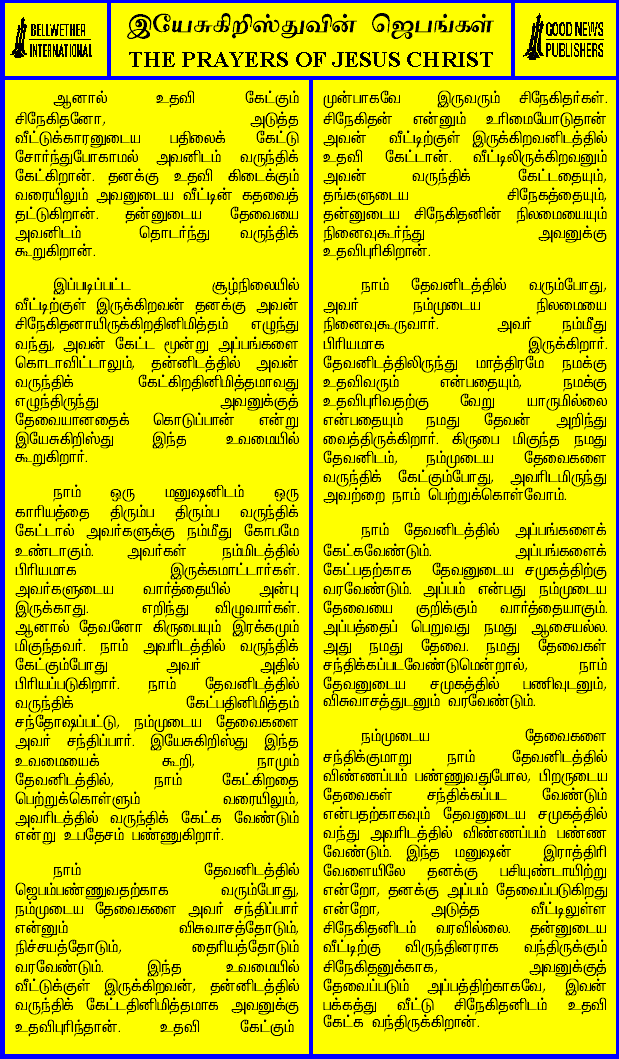 BELLWETHER
INTERNATIONAL
இயேசுகிறிஸ்துவின் ஜெபங்கள்
THE PRAYERS OF JESUS CHRIST
GOOD NEWS
PUBLISHERS
ஆனால் உதவி கேட்கும்
சிநேகிதனோ, அடுத்த
வீட்டுக்காரனுடைய பதிலைக் கேட்டு
சோர்ந்துபோகாமல் அவனிடம் வருந்திக்
கேட்கிறான். தனக்கு உதவி கிடைக்கும்
வரையிலும் அவனுடைய வீட்டின் கதவைத்
தட்டுகிறான். தன்னுடைய தேவையை
அவனிடம் தொடர்ந்து வருந்திக்
கூறுகிறான்.
இப்படிப்பட்ட சூழ்நிலையில்
வீட்டிற்குள் இருக்கிறவன் தனக்கு அவன்
சிநேகிதனாயிருக்கிறதினிமித்தம் எழுந்து
வந்து, அவன் கேட்ட மூன்று அப்பங்களை
கொடாவிட்டாலும், தன்னிடத்தில் அவன்
வருந்திக் கேட்கிறதினிமித்தமாவது
எழுந்திருந்து அவனுக்குத்
தேவையானதைக் கொடுப்பான் என்று
இயேசுகிறிஸ்து இந்த உவமையில்
கூறுகிறார்.
நாம் ஒரு மனுஷனிடம் ஒரு
காரியத்தை திரும்ப திரும்ப வருந்திக்
கேட்டால் அவர்களுக்கு நம்மீது கோபமே
உண்டாகும். அவர்கள் நம்மிடத்தில்
பிரியமாக இருக்கமாட்டார்கள்.
அவர்களுடைய வார்த்தையில் அன்பு
இருக்காது. எறிந்து விழுவார்கள்.
ஆனால் தேவனோ கிருபையும் இரக்கமும்
மிகுந்தவர். நாம் அவரிடத்தில் வருந்திக்
கேட்கும்போது அவர் அதில்
பிரியப்படுகிறார். நாம் தேவனிடத்தில்
வருந்திக் கேட்பதினிமித்தம்
சந்தோஷப்பட்டு, நம்முடைய தேவைகளை
அவர் சந்திப்பார். இயேசுகிறிஸ்து இந்த
உவமையைக் கூறி, நாமும்
தேவனிடத்தில், நாம் கேட்கிறதை
பெற்றுக்கொள்ளும் வரையிலும்,
அவரிடத்தில் வருந்திக் கேட்க வேண்டும்
என்று உபதேசம் பண்ணுகிறார்.
நாம் தேவனிடத்தில்
ஜெபம்பண்ணுவதற்காக வரும்போது,
நம்முடைய தேவைகளை அவர் சந்திப்பார்
என்னும் விசுவாசத்தோடும்,
நிச்சயத்தோடும், தைரியத்தோடும்
வரவேண்டும். இந்த உவமையில்
வீட்டுக்குள் இருக்கிறவன், தன்னிடத்தில்
வருந்திக் கேட்டதினிமித்தமாக அவனுக்கு
உதவிபுரிந்தான். உதவி கேட்கும்
முன்பாகவே இருவரும் சிநேகிதர்கள்.
சிநேகிதன் என்னும் உரிமையோடுதான்
அவன் வீட்டிற்குள் இருக்கிறவனிடத்தில்
உதவி கேட்டான். வீட்டிலிருக்கிறவனும்
அவன் வருந்திக் கேட்டதையும்,
தங்களுடைய சிநேகத்தையும்,
தன்னுடைய சிநேகிதனின் நிலமையையும்
நினைவுகூர்ந்து அவனுக்கு
உதவிபுரிகிறான்.
நாம் தேவனிடத்தில் வரும்போது,
அவர் நம்முடைய நிலமையை
நினைவுகூருவார். அவர் நம்மீது
பிரியமாக இருக்கிறார்.
தேவனிடத்திலிருந்து மாத்திரமே நமக்கு
உதவிவரும் என்பதையும், நமக்கு
உதவிபுரிவதற்கு வேறு யாருமில்லை
என்பதையும் நமது தேவன் அறிந்து
வைத்திருக்கிறார். கிருபை மிகுந்த நமது
தேவனிடம், நம்முடைய தேவைகளை
வருந்திக் கேட்கும்போது, அவரிடமிருந்து
அவற்றை நாம் பெற்றுக்கொள்வோம்.
நாம் தேவனிடத்தில் அப்பங்களைக்
கேட்கவேண்டும். அப்பங்களைக்
கேட்பதற்காக தேவனுடைய சமுகத்திற்கு
வரவேண்டும். அப்பம் என்பது நம்முடைய
தேவையை குறிக்கும் வார்த்தையாகும்.
அப்பத்தைப் பெறுவது நமது ஆசையல்ல.
அது நமது தேவை. நமது தேவைகள்
சந்திக்கப்படவேண்டுமென்றால், நாம்
தேவனுடைய சமுகத்தில் பணிவுடனும்,
விசுவாசத்துடனும் வரவேண்டும்.
நம்முடைய தேவைகளை
சந்திக்குமாறு நாம் தேவனிடத்தில்
விண்ணப்பம் பண்ணுவதுபோல, பிறருடைய
தேவைகள் சந்திக்கப்பட வேண்டும்
என்பதற்காகவும் தேவனுடைய சமுகத்தில்
வந்து அவரிடத்தில் விண்ணப்பம் பண்ண
வேண்டும். இந்த மனுஷன் இராத்திரி
வேளையிலே தனக்கு பசியுண்டாயிற்று
என்றோ, தனக்கு அப்பம் தேவைப்படுகிறது
என்றோ, அடுத்த வீட்டிலுள்ள
சிநேகிதனிடம் வரவில்லை. தன்னுடைய
வீட்டிற்கு விருந்தினராக வந்திருக்கும்
சிநேகிதனுக்காக, அவனுக்குத்
தேவைப்படும் அப்பத்திற்காகவே, இவன்
பக்கத்து வீட்டு சிநேகிதனிடம் உதவி
கேட்க வந்திருக்கிறான்.